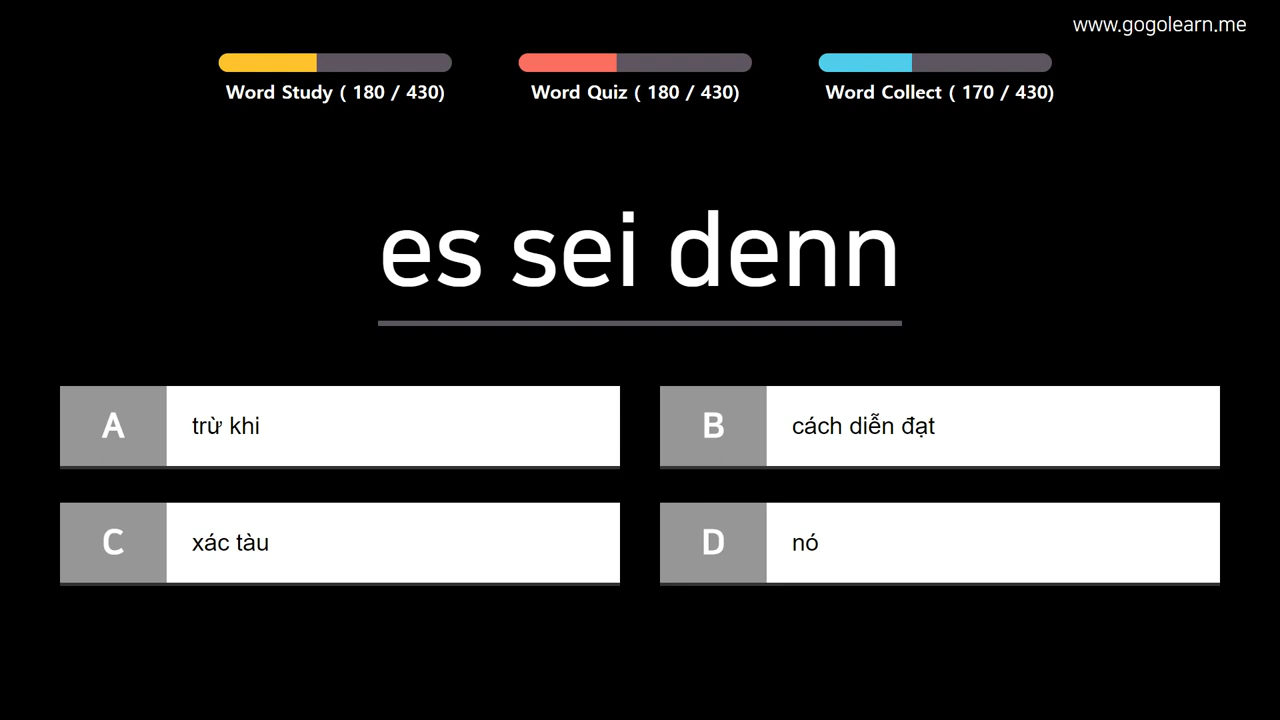 www.gogolearn.me
Word Study ( 180 / 430)
Word Quiz ( 180 / 430)
Word Collect ( 170 / 430)
es sei denn
A trừ khi
B cách diễn đạt
C xác tàu
D nó